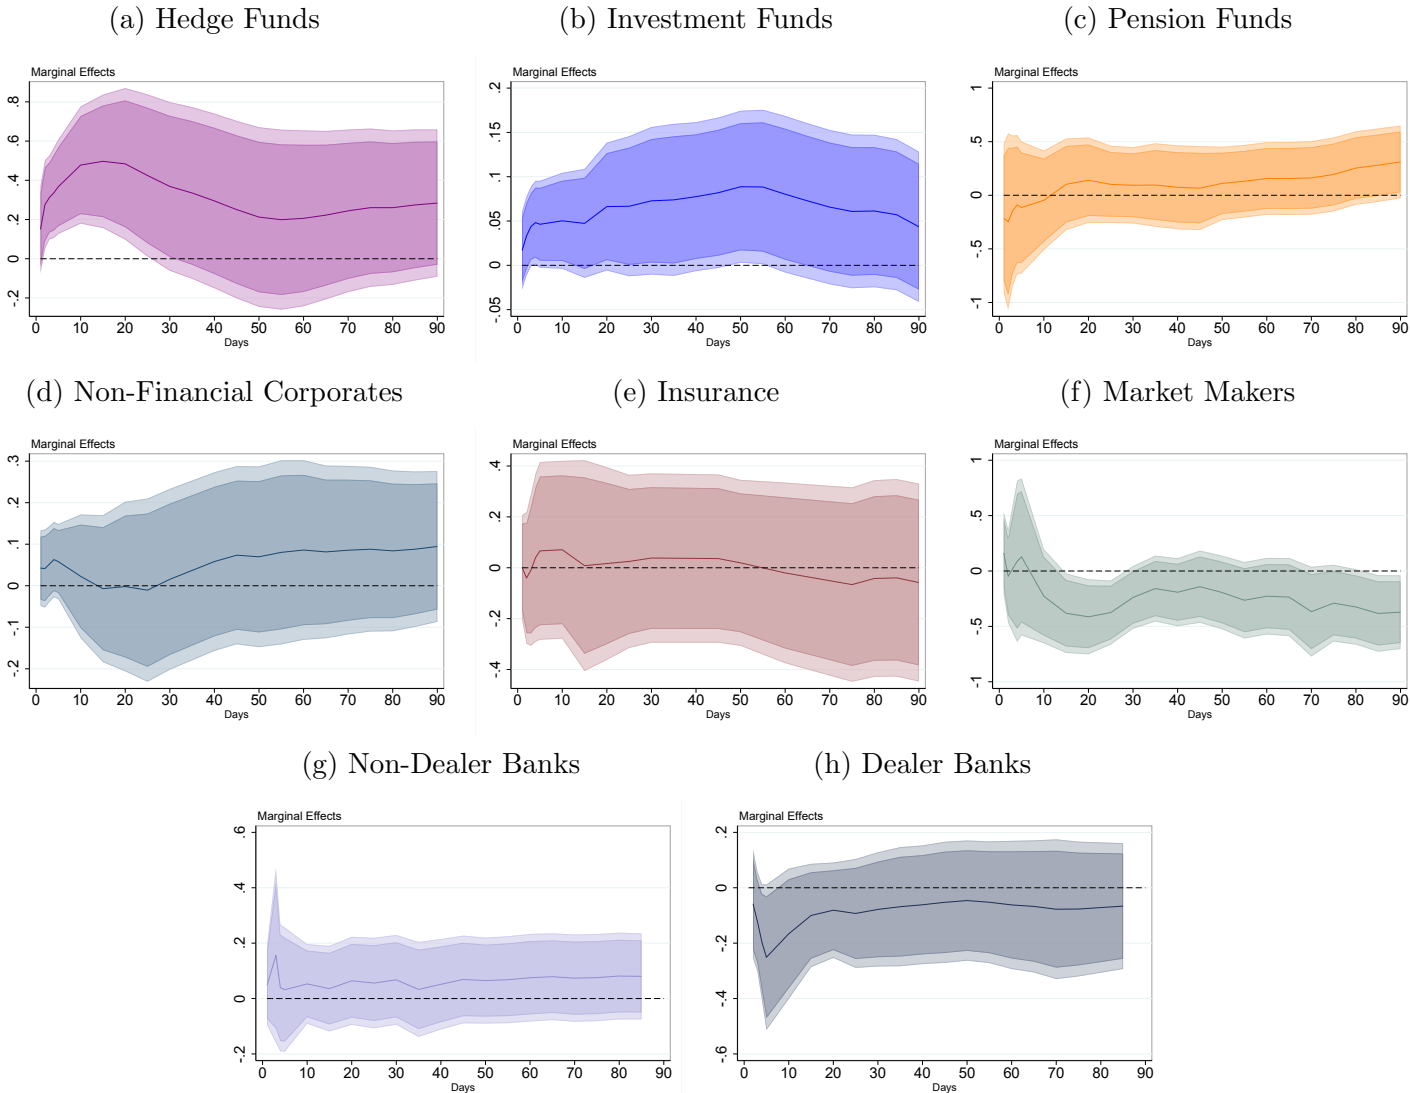 (a) Hedge Funds
Marginal Effects
.8
.6
.4
.2
0
-.2
0 10 20 30 40 50 60 70 80 90
Days
(b) Investment Funds
Marginal Effects
.2
.15
.1
.05
0
-.05
0 10 20 30 40 50 60 70 80 90
Days
(c) Pension Funds
Marginal Effects
1
.5
0
-.5
-1
0 10 20 30 40 50 60 70 80 90
Days
(d) Non-Financial Corporates
Marginal Effects
.3
.2
.1
0
-.1
-.2
0 10 20 30 40 50 60 70 80 90
Days
(e) Insurance
Marginal Effects
.4
.2
0
-.2
-.4
0 10 20 30 40 50 60 70 80 90
Days
(f) Market Makers
Marginal Effects
1
.5
0
-.5
-1
0 10 20 30 40 50 60 70 80 90
Days
(g) Non-Dealer Banks
Marginal Effects
.6
.4
.2
0
-.2
0 10 20 30 40 50 60 70 80 90
Days
(h) Dealer Banks
Marginal Effects
.2
0
-.2
-.4
-.6
0 10 20 30 40 50 60 70 80 90
Days